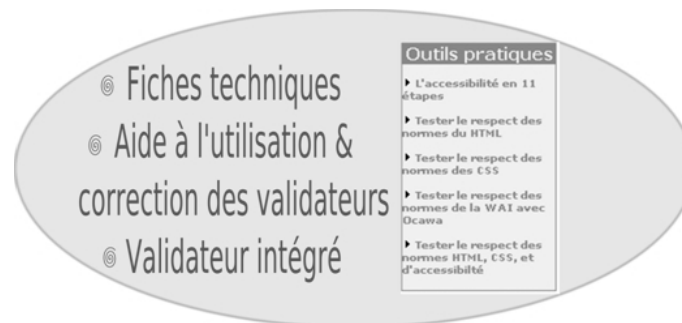 Fiches techniques
Aide à l'utilisation &
correction des validateurs
Validateur intégré
Outils pratiques
L'accessibilité en 11
étapes
Tester le respect des
normes du HTML
Tester le respect des
normes des CSS
Tester le respect des
normes de la WAI avec
Ocawa
Tester le respect des
normes HTML, CSS, et
d'accessibilté